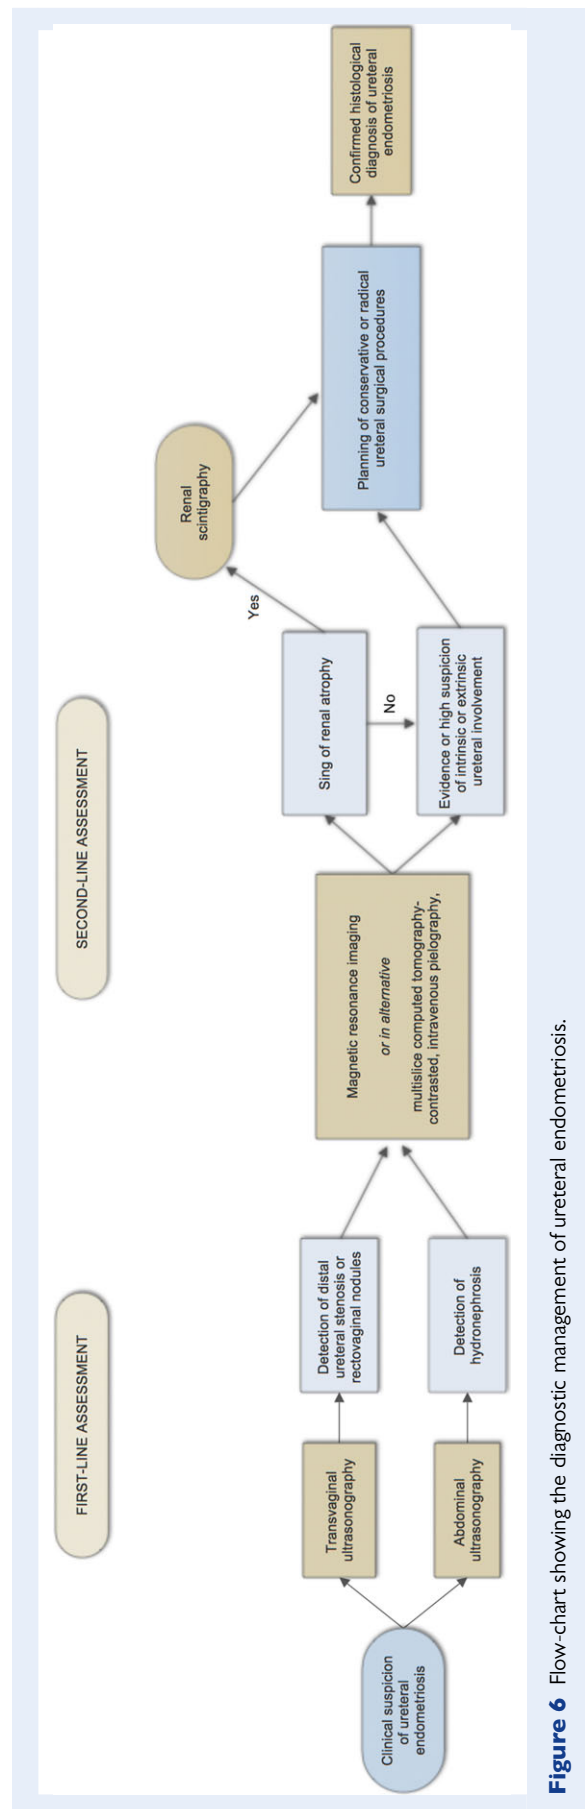 FIRST-LINE ASSESSMENT
SECOND-LINE ASSESSMENT
Clinical suspicion
of ureteral
endometriosis
Transvaginal
ultrasonography
Abdominal
ultrasonography
Detection of distal
ureteral stenosis or
rectovaginal nodules
Detection of
hydronephrosis
Magnetic resonance imaging
or in alternative
multislice computed tomography-
contrasted, intravenous pielography,
Sing of renal atrophy
Yes
No
Evidence or high suspicion
of intrinsic or extrinsic
ureteral involvement
Renal
scintigraphy
Planning of conservative or radical
ureteral surgical procedures
Confirmed histological
diagnosis of ureteral
endometriosis
Figure 6 Flow-chart showing the diagnostic management of ureteral endometriosis.